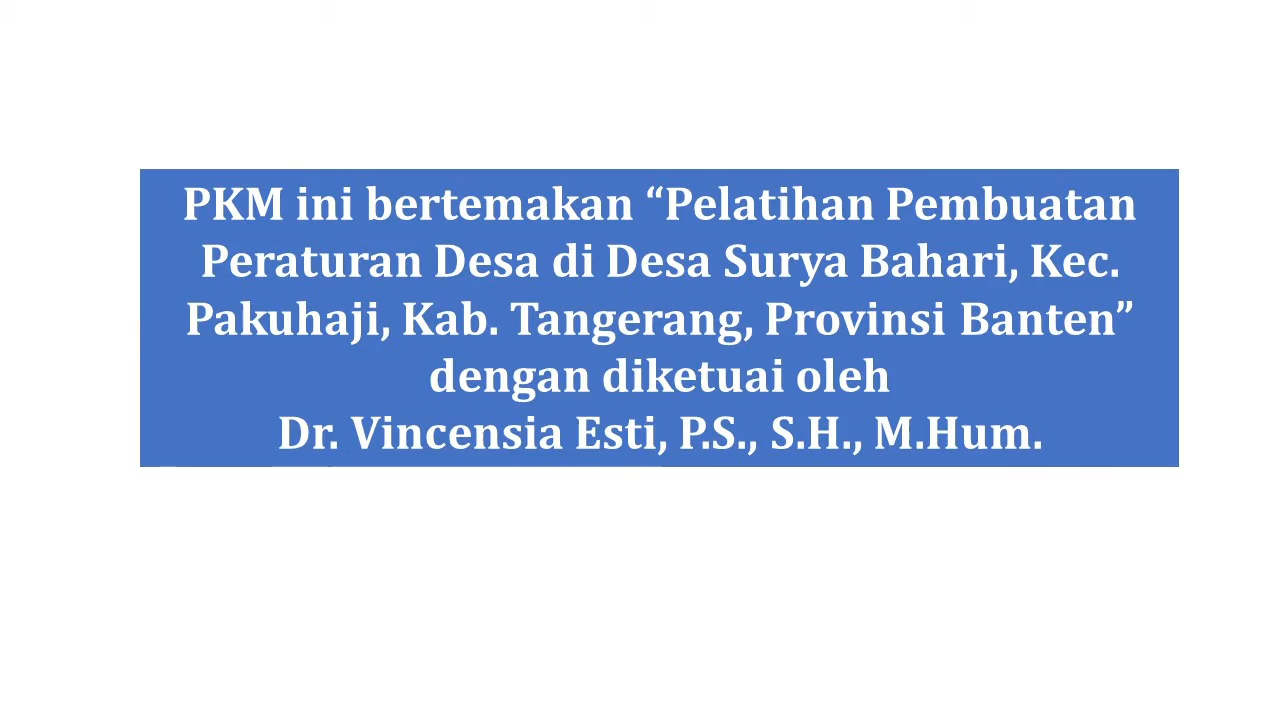 PKM ini bertemakan “Pelatihan Pembuatan
Peraturan Desa di Desa Surya Bahari, Kec.
Pakuhaji, Kab. Tangerang, Provinsi Banten”
dengan diketuai oleh
Dr. Vincensia Esti, P.S., S.H., M.Hum.